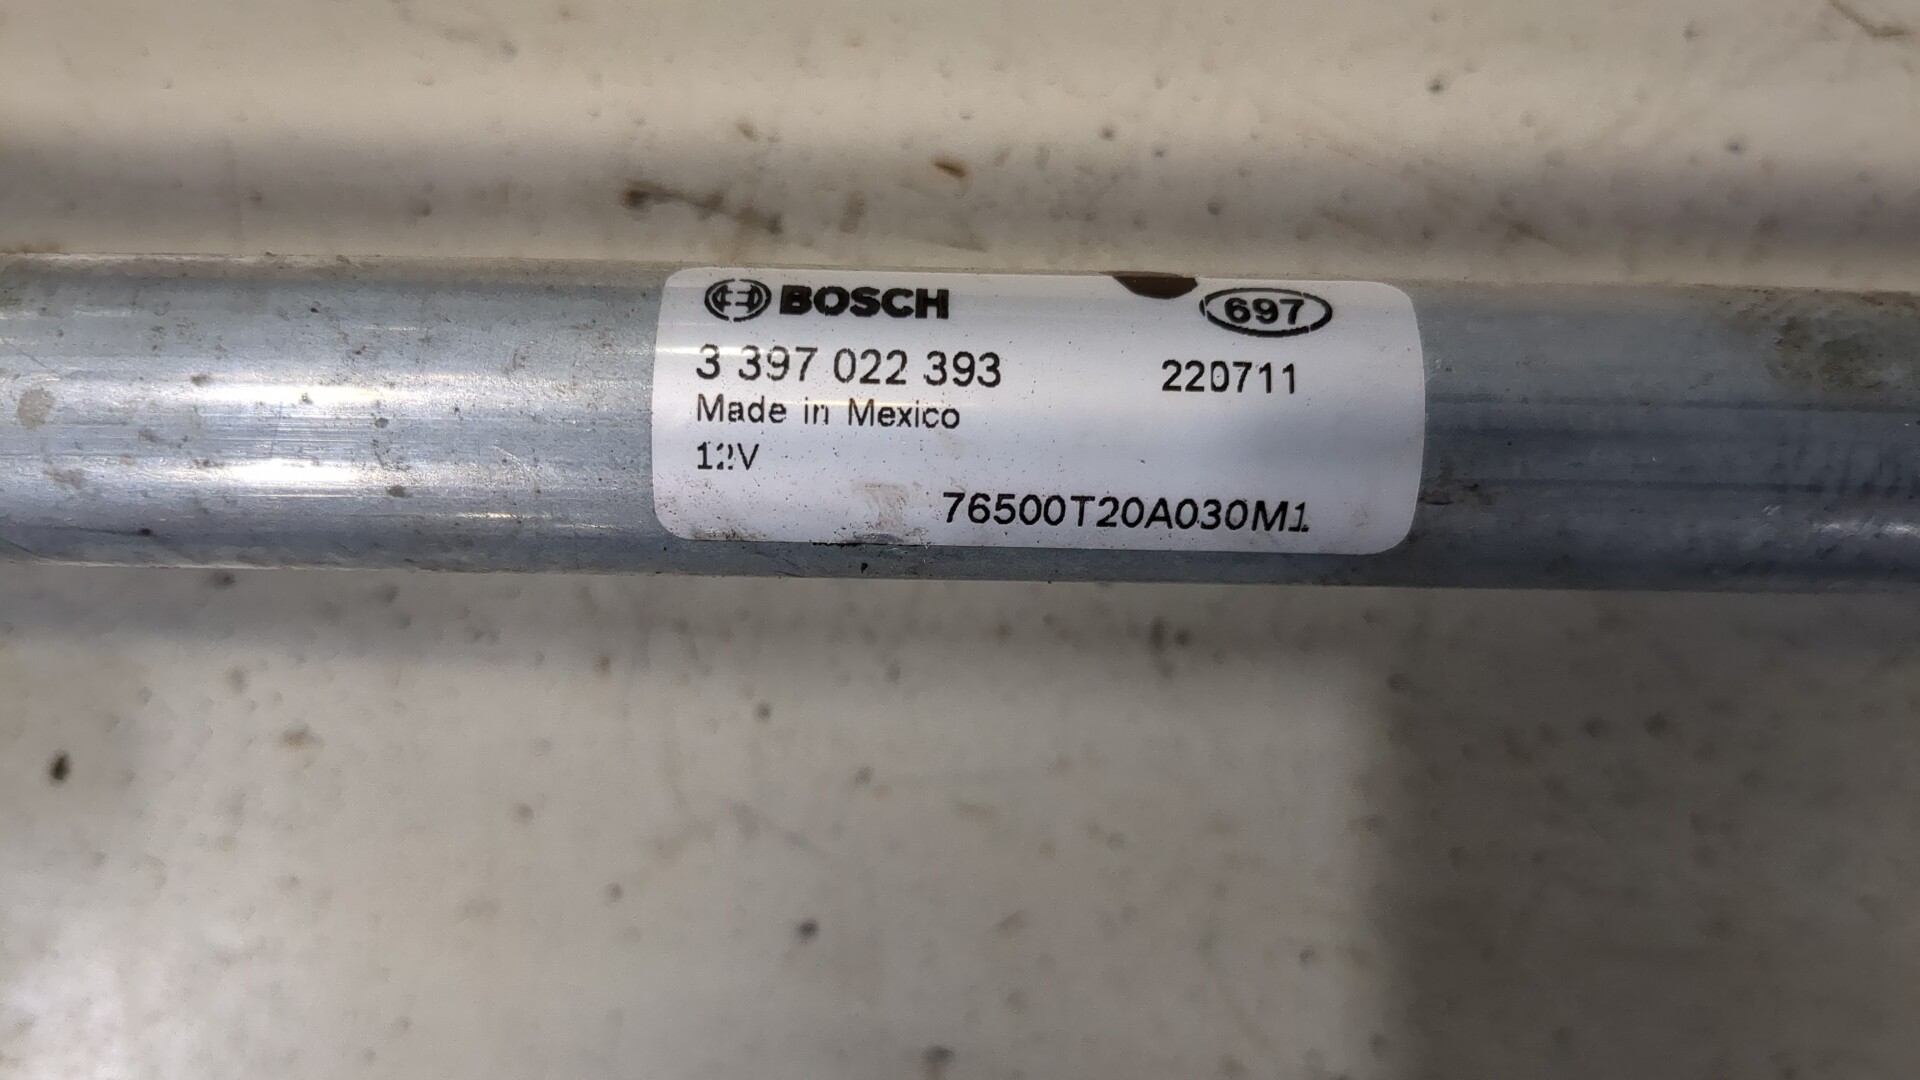 BOSCH 697
3 397 022 393 220711
Made in Mexico
12V
76500T20A030M1